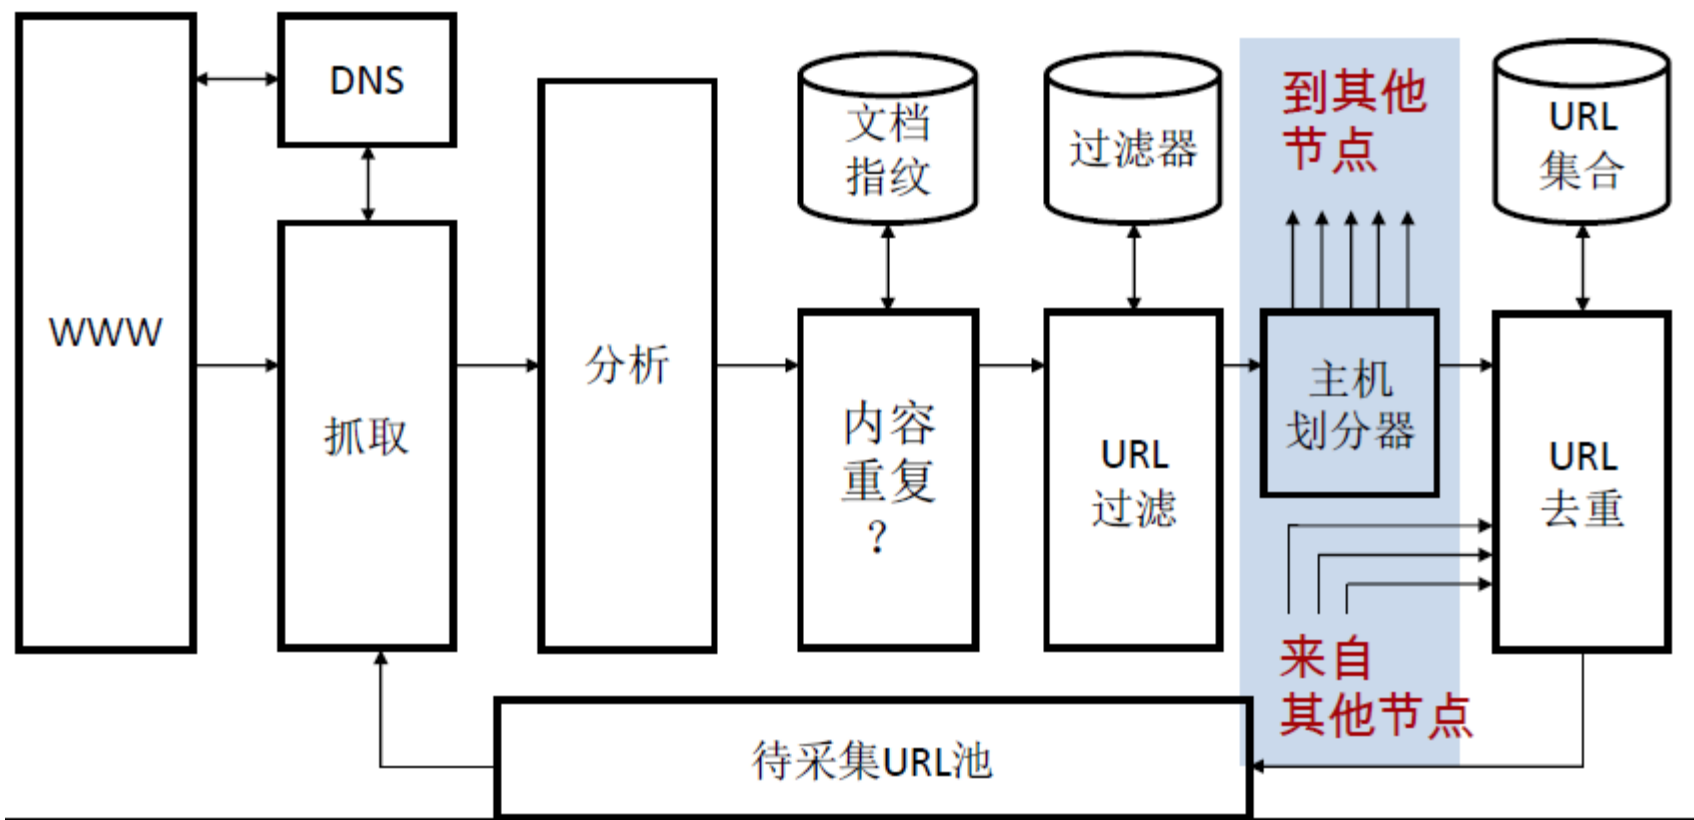 WWW
DNS
抓取
分析
文档
指纹
内容
重复
？
过滤器
URL
过滤
到其他
节点
主机
划分器
来自
其他节点
URL
集合
URL
去重
待采集URL池